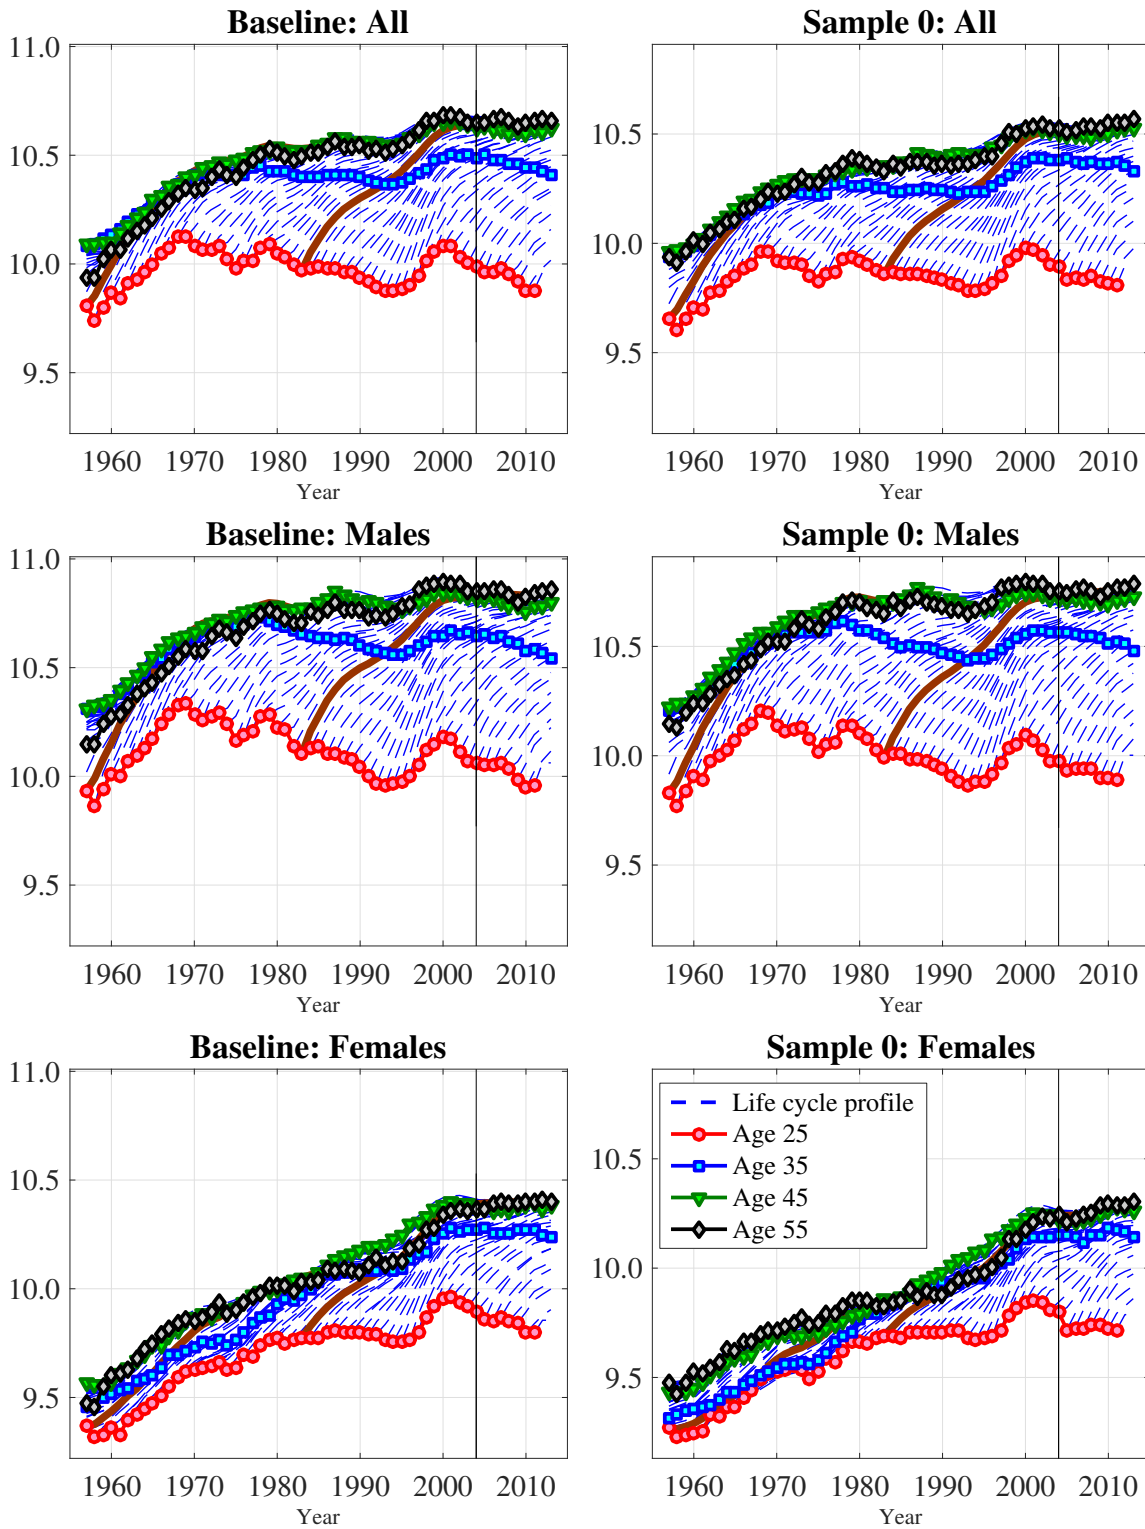 Baseline: All
11.0
10.5
10.0
9.5
1960 1970 1980 1990 2000 2010
Year
Sample 0: All
10.5
10.0
9.5
1960 1970 1980 1990 2000 2010
Year
Baseline: Males
11.0
10.5
10.0
9.5
1960 1970 1980 1990 2000 2010
Year
Sample 0: Males
10.5
10.0
9.5
1960 1970 1980 1990 2000 2010
Year
Baseline: Females
11.0
10.5
10.0
9.5
1960 1970 1980 1990 2000 2010
Year
Sample 0: Females
Life cycle profile
Age 25
Age 35
Age 45
Age 55
10.5
10.0
9.5
1960 1970 1980 1990 2000 2010
Year